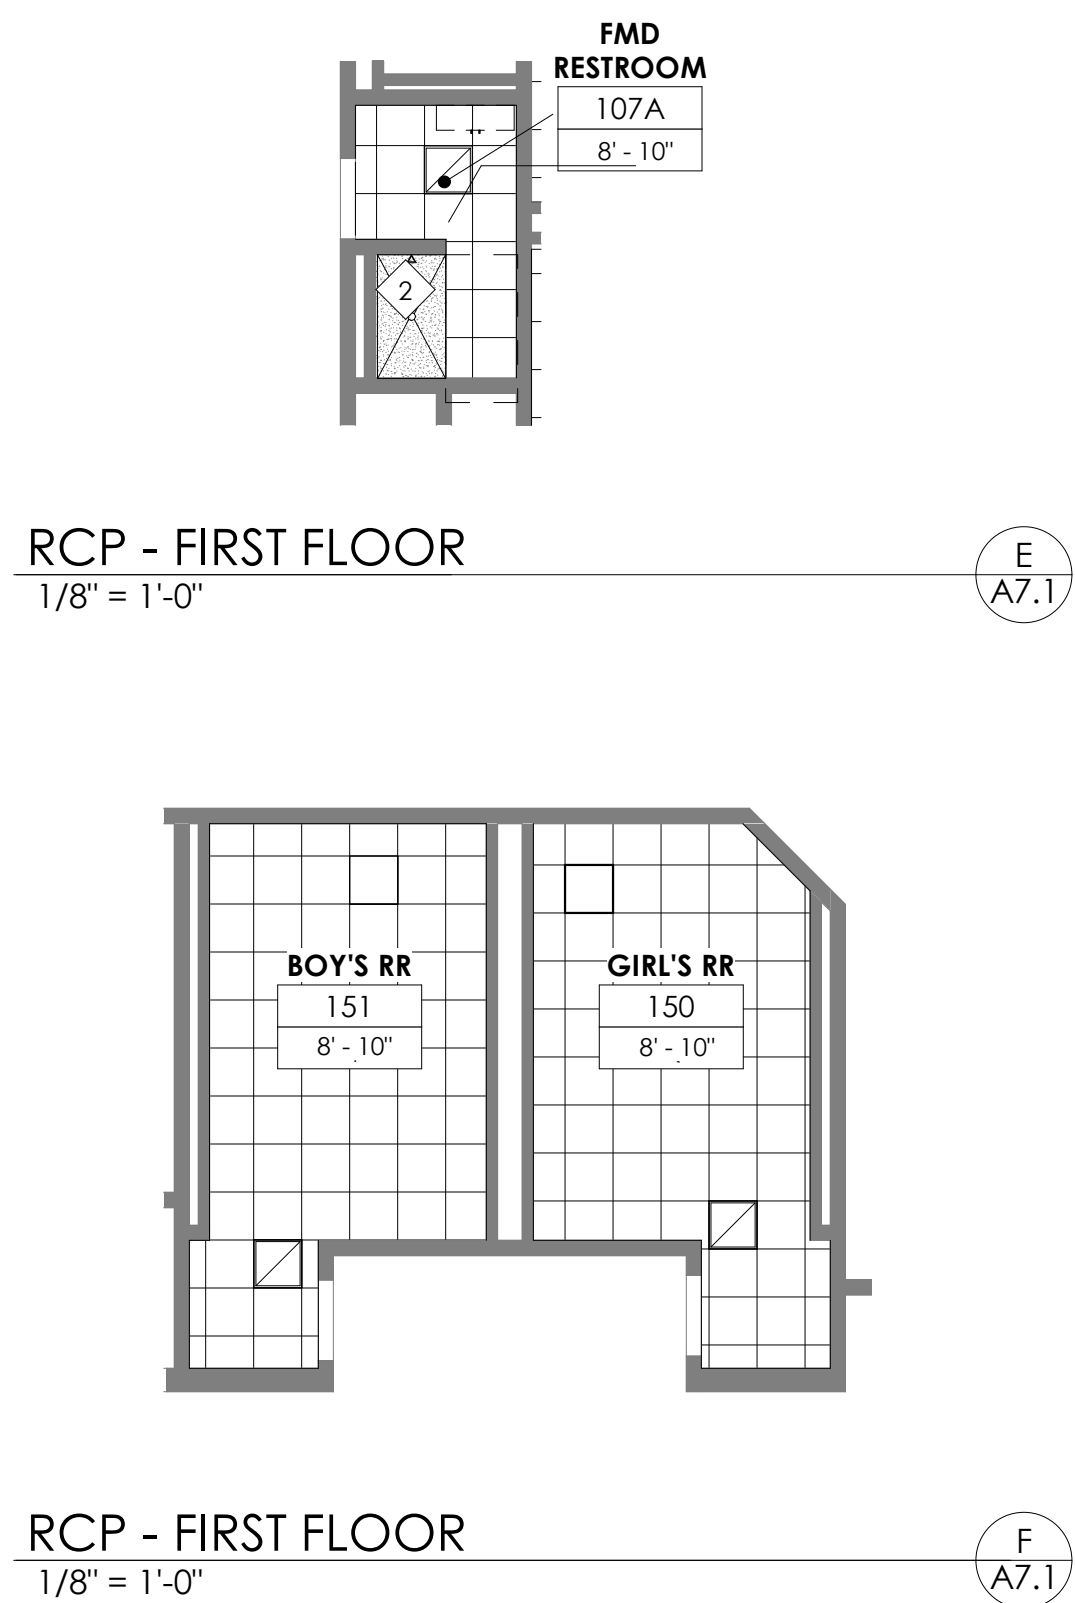 FMD
RESTROOM
107A
8' - 10"
2
RCP - FIRST FLOOR
1/8" = 1'-0"
E
A7.1
BOY'S RR
151
8' - 10"
GIRL'S RR
150
8' - 10"
RCP - FIRST FLOOR
1/8" = 1'-0"
F
A7.1